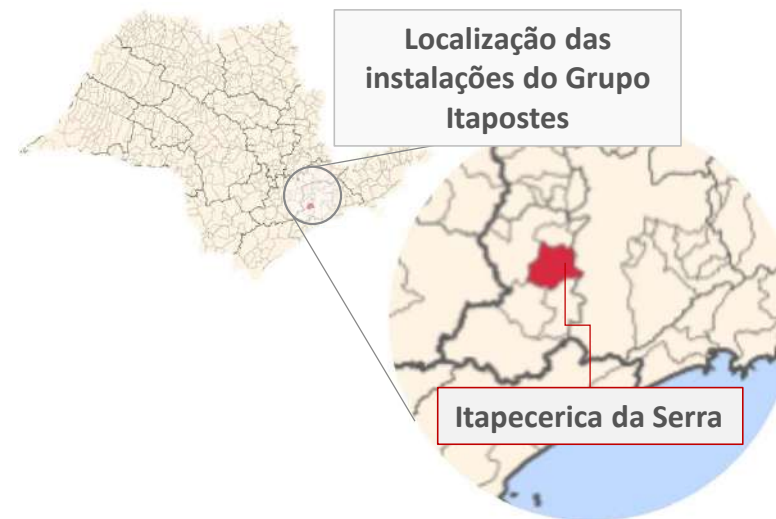 Localização das
instalações do Grupo
Itapostes
Itapecerica da Serra